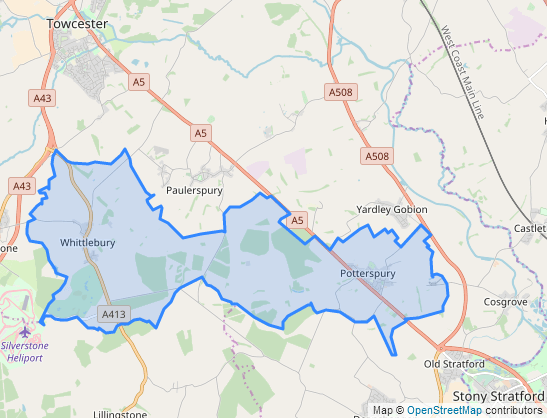 Towcester
A5
A43
A508
West Coast Main Line
A5
A508
A43
Paulerspury
Yardley Gobion
A5
Castlet
one
Whittlebury
Potterspury
Cosgrove
A413
Silverstone
Heliport
Old Stratford
Stony Stratford
Lillingstone
Map © OpenStreetMap contributors